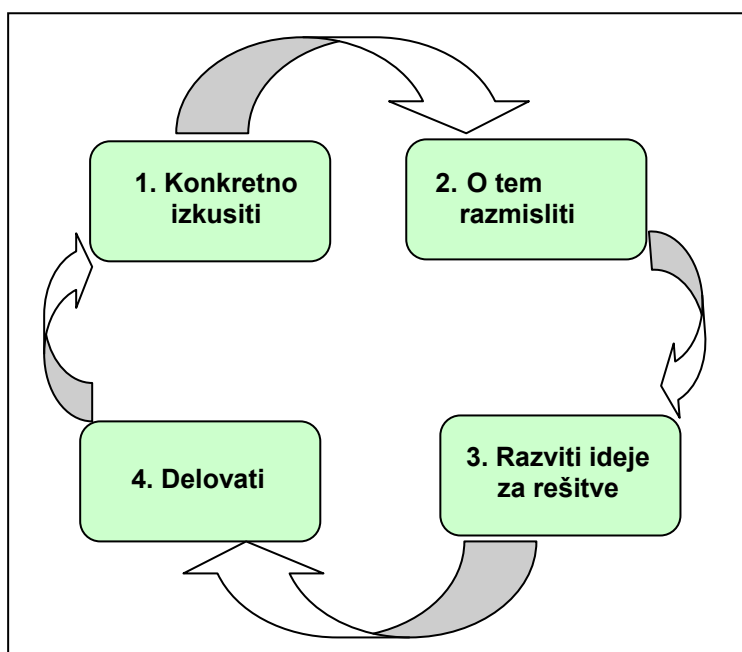 1. Konkretno
izkusiti
2. O tem
razmisliti
3. Razviti ideje
za rešitve
4. Delovati